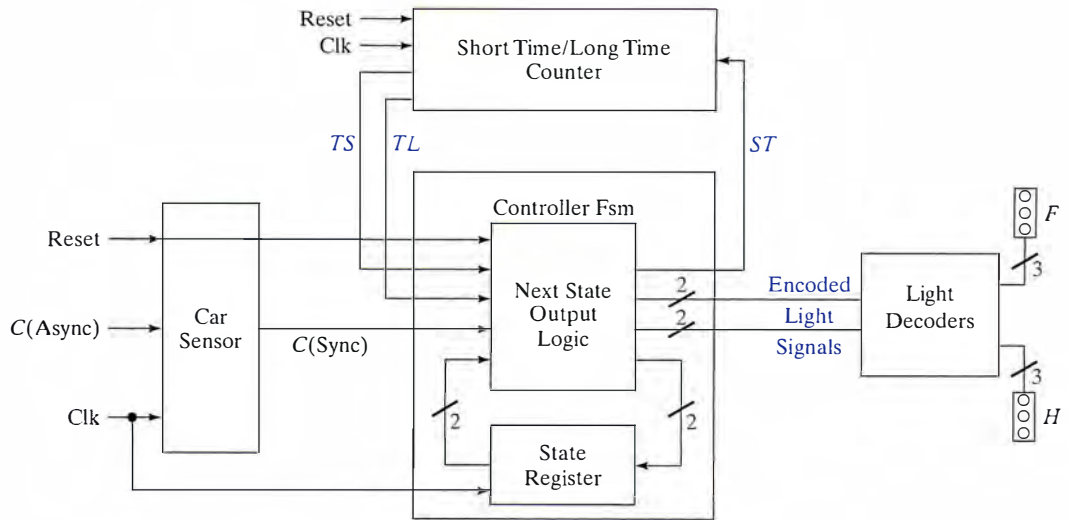 Reset
Clk
Short Time/Long Time
Counter
TS
TL
ST
Controller Fsm
Reset
C(Async)
Clk
Car
Sensor
C(Sync)
Next State
Output
Logic
2
2
2
2
Encoded
Light
Signals
Light
Decoders
3
F
3
H
State
Register